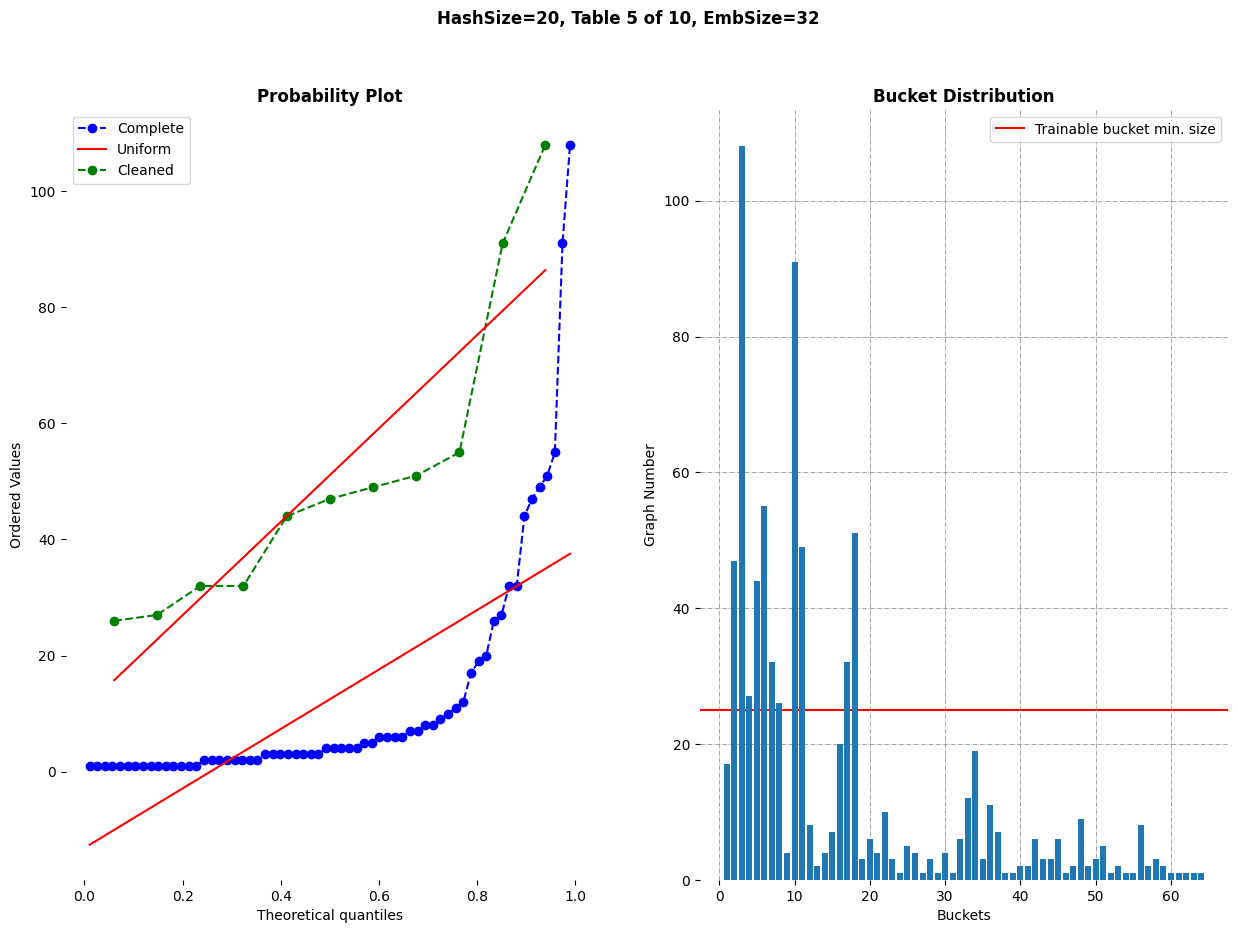 HashSize=20, Table 5 of 10, EmbSize=32
Probability Plot
Complete
Uniform
Cleaned
100
80
60
40
20
0
Ordered Values
0.0 0.2 0.4 0.6 0.8 1.0
Theoretical quantiles
Bucket Distribution
Trainable bucket min. size
100
80
60
40
20
0
Graph Number
0 10 20 30 40 50 60
Buckets